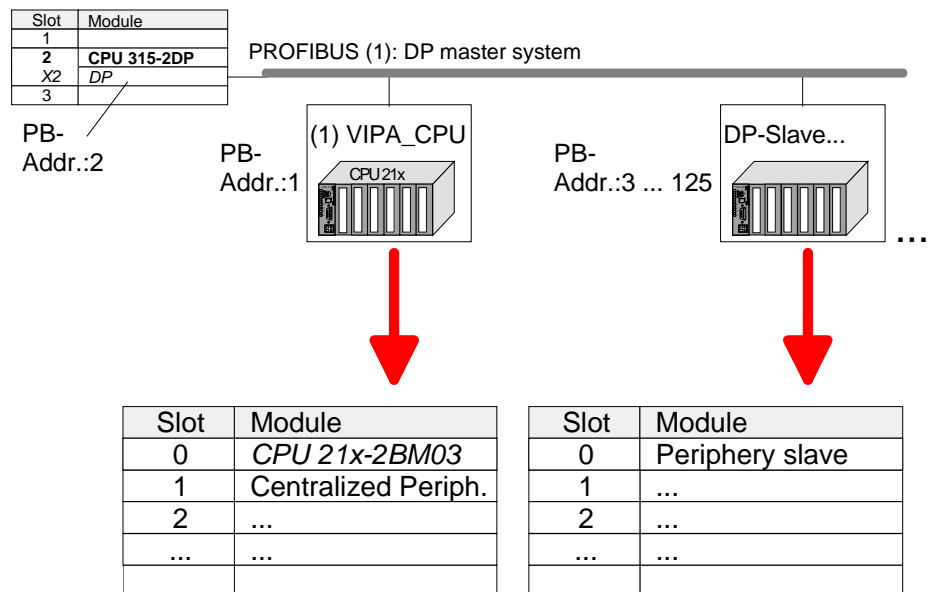 Slot Module
1
2 CPU 315-2DP
X2 DP
3
PROFIBUS (1): DP master system
PB-
Addr.:2
PB-
Addr.:1
(1) VIPA_CPU
CPU 21x
PB-
Addr.:3 ... 125
DP-Slave...
...
Slot Module
0 CPU 21x-2BM03
1 Centralized Periph.
2 ...
... ...
Slot Module
0 Periphery slave
1 ...
2 ...
... ...